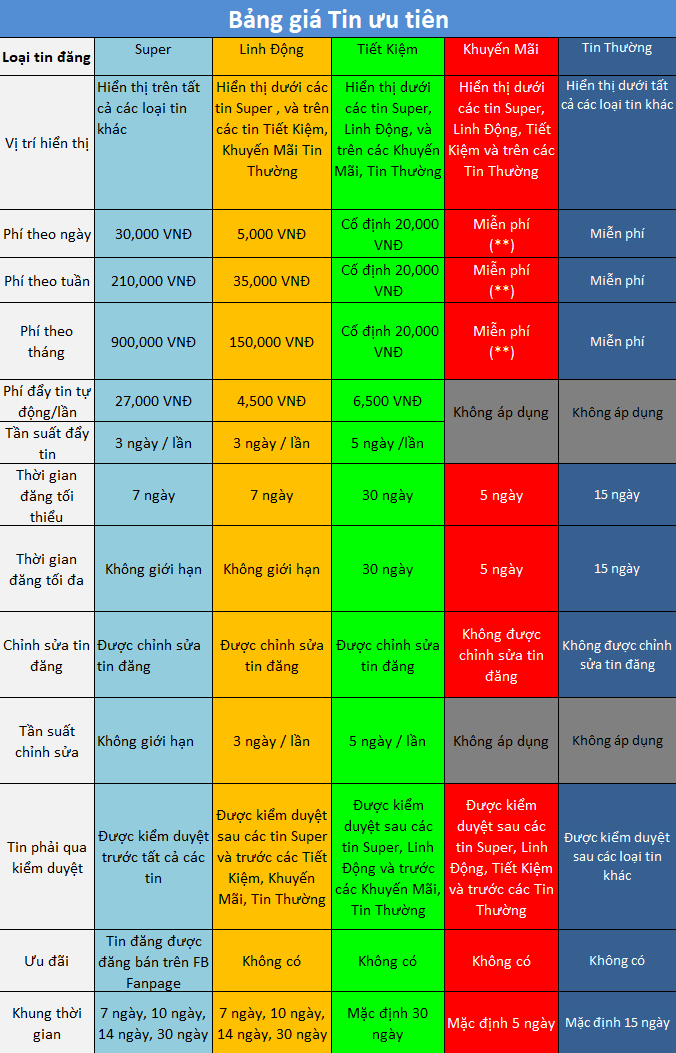 Bảng giá Tin ưu tiên
Loại tin đăng
Super
Linh Động
Tiết Kiệm
Khuyến Mãi
Tin Thường
Vị trí hiển thị
Hiển thị trên tất
cả các loại tin
khác
Hiển thị dưới các
tin Super , và trên
các tin Tiết Kiệm,
Khuyến Mãi Tin
Thường
Hiển thị dưới
các tin Super,
Linh Động, và
trên các Khuyến
Mãi, Tin Thường
Hiển thị dưới
các tin Super,
Linh Động, Tiết
Kiệm và trên các
Tin Thường
Hiển thị dưới tất
cả các loại tin khác
Phí theo ngày
30,000 VNĐ
5,000 VNĐ
Cố định 20,000
VNĐ
Miễn phí
(**)
Miễn phí
Phí theo tuần
210,000 VNĐ
35,000 VNĐ
Cố định 20,000
VNĐ
Miễn phí
(**)
Miễn phí
Phí theo
tháng
900,000 VNĐ
150,000 VNĐ
Cố định 20,000
VNĐ
Miễn phí
(**)
Miễn phí
Phí đẩy tin tự
động/lần
27,000 VNĐ
4,500 VNĐ
6,500 VNĐ
Không áp dụng
Không áp dụng
Tần suất đẩy
tin
3 ngày / lần
3 ngày / lần
5 ngày /lần
Thời gian
đăng tối
thiểu
7 ngày
7 ngày
30 ngày
5 ngày
15 ngày
Thời gian
đăng tối đa
Không giới hạn
Không giới hạn
30 ngày
5 ngày
15 ngày
Chỉnh sửa tin
đăng
Được chỉnh sửa
tin đăng
Được chỉnh sửa
tin đăng
Được chỉnh sửa
tin đăng
Không được
chỉnh sửa tin
đăng
Không được chỉnh
sửa tin đăng
Tần suất
chỉnh sửa
Không giới hạn
3 ngày / lần
5 ngày / lần
Không áp dụng
Không áp dụng
Tin phải qua
kiểm duyệt
Được kiểm duyệt
trước tất cả các
tin
Được kiểm duyệt
sau các tin Super
và trước các Tiết
Kiệm, Khuyến
Mãi, Tin Thường
Được kiểm
duyệt sau các
tin Super, Linh
Động và trước
các Khuyến Mãi,
Tin Thường
Được kiểm
duyệt sau các
tin Super, Linh
Động, Tiết Kiệm
và trước các Tin
Thường
Được kiểm duyệt
sau các loại tin
khác
Ưu đãi
Tin đăng được
đăng bán trên FB
Fanpage
Không có
Không có
Không có
Không có
Khung thời
gian
7 ngày, 10 ngày,
14 ngày, 30 ngày
7 ngày, 10 ngày,
14 ngày, 30 ngày
Mặc định 30
ngày
Mặc định 5 ngày
Mặc định 15 ngày